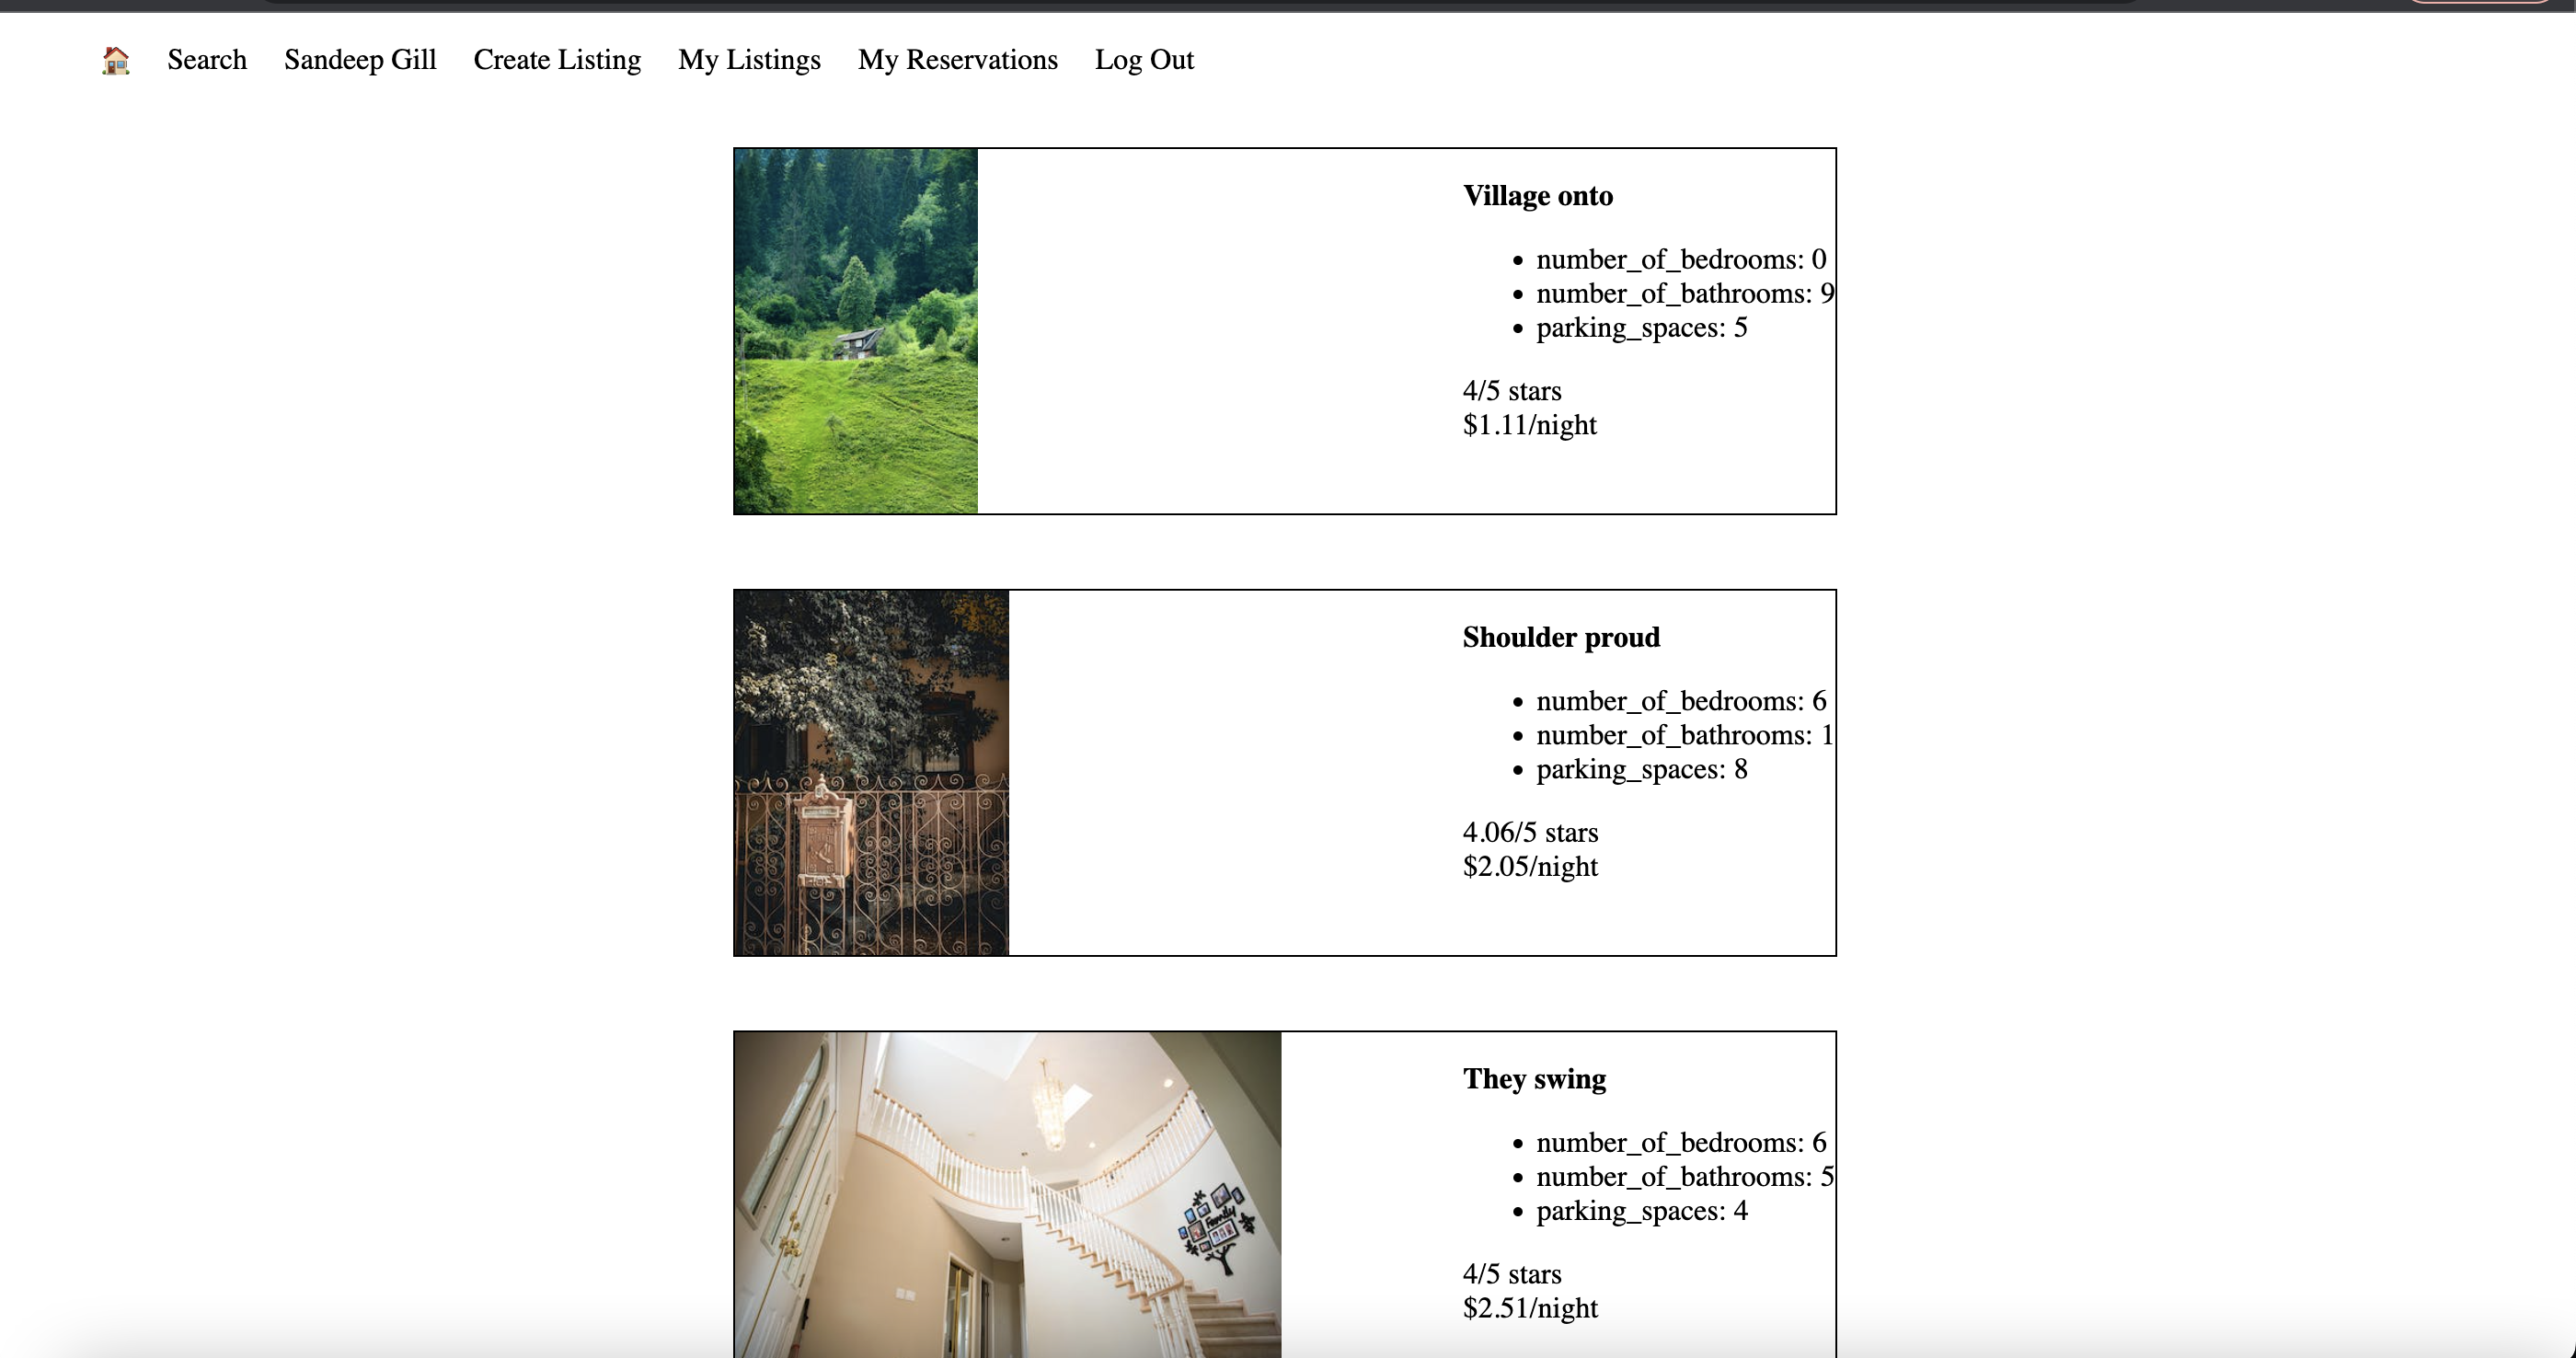 Search Sandeep Gill Create Listing My Listings My Reservations Log Out
Village onto
number_of_bedrooms: 0
number_of_bathrooms: 9
parking_spaces: 5
4/5 stars
$1.11/night
Shoulder proud
number_of_bedrooms: 6
number_of_bathrooms: 1
parking_spaces: 8
4.06/5 stars
$2.05/night
They swing
number_of_bedrooms: 6
number_of_bathrooms: 5
parking_spaces: 4
Family
4/5 stars
$2.51/night